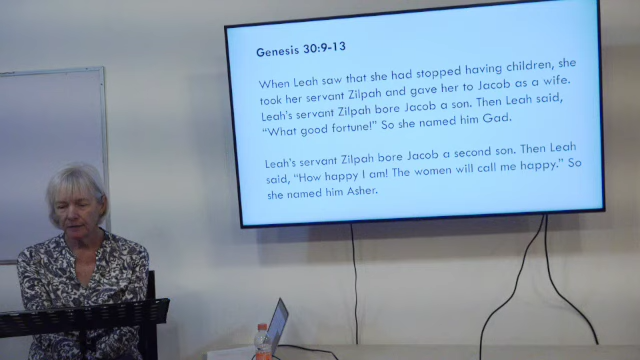 Genesis 30:9-13
When Leah saw that she had stopped having children, she
took her servant Zilpah and gave her to Jacob as a wife.
Leah's servant Zilpah bore Jacob a son. Then Leah said,
"What good fortune!" So she named him Gad.
Leah's servant Zilpah bore Jacob a second son. Then Leah
said, "How happy I am! The women will call me happy." So
she named him Asher.